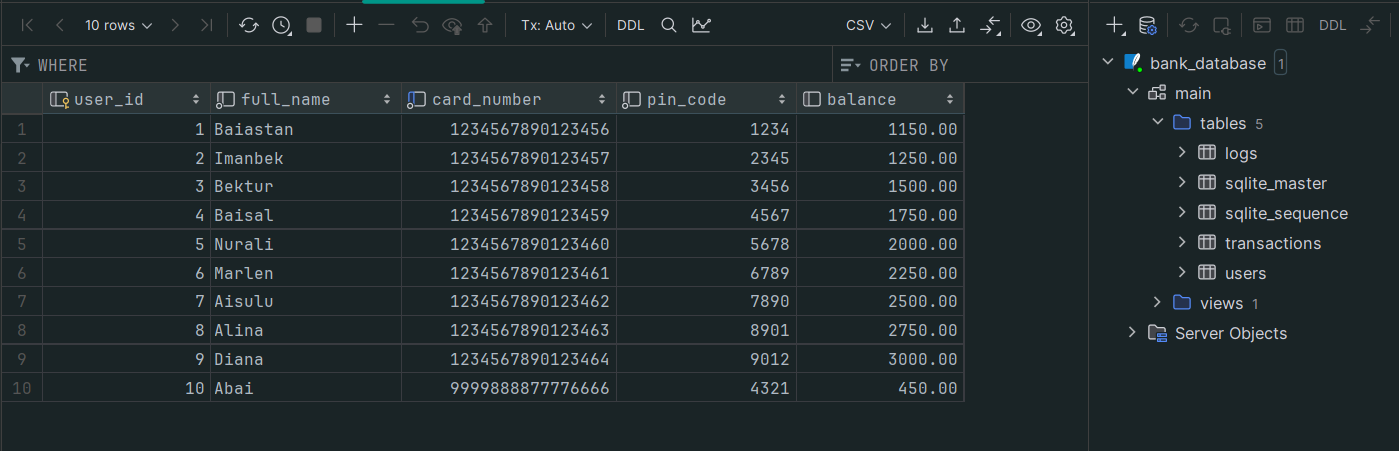 10 rows Tx: Auto DDL CSV
WHERE ORDER BY
user_id full_name card_number pin_code balance
1 1 Baiastan 1234567890123456 1234 1150.00
2 2 Imanbek 1234567890123457 2345 1250.00
3 3 Bektur 1234567890123458 3456 1500.00
4 4 Baisal 1234567890123459 4567 1750.00
5 5 Nurali 1234567890123460 5678 2000.00
6 6 Marlen 1234567890123461 6789 2250.00
7 7 Aisulu 1234567890123462 7890 2500.00
8 8 Alina 1234567890123463 8901 2750.00
9 9 Diana 1234567890123464 9012 3000.00
10 10 Abai 9999888877776666 4321 450.00
DDL
bank_database 1
main
tables 5
logs
sqlite_master
sqlite_sequence
transactions
users
views 1
Server Objects